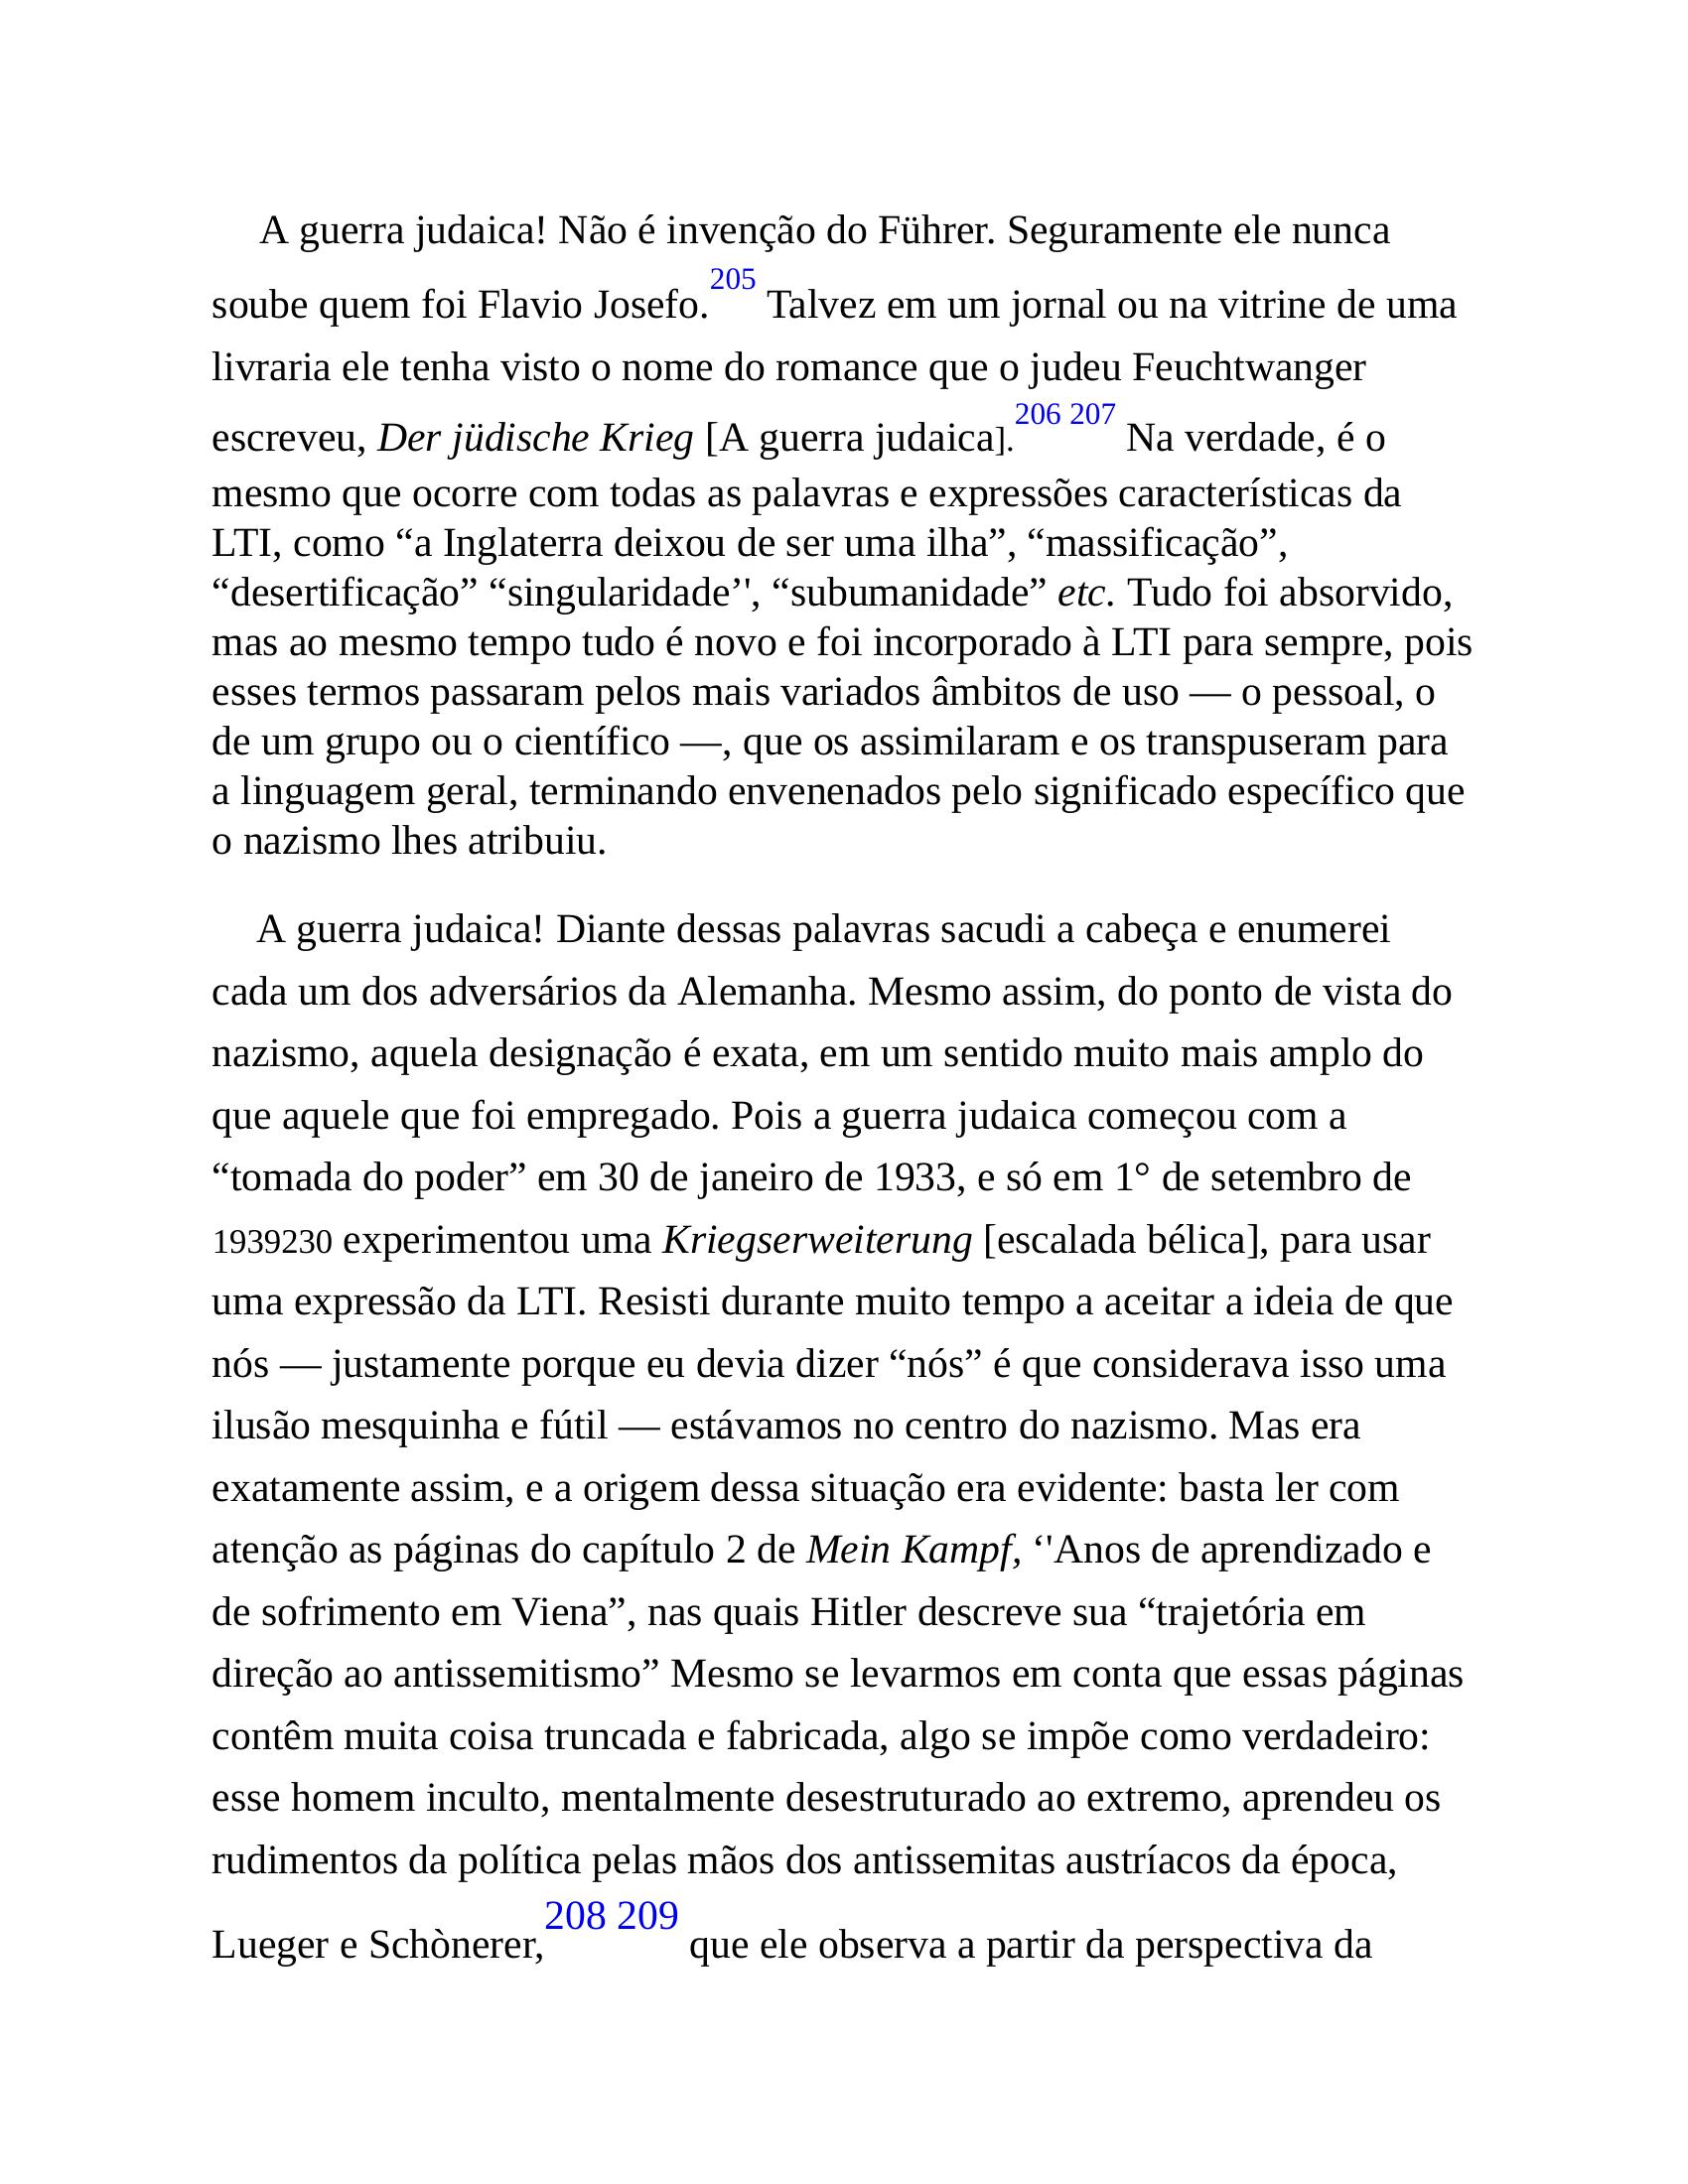 A guerra judaica! Não é invenção do Führer. Seguramente ele nunca
soube quem foi Flavio Josefo.205 Talvez em um jornal ou na vitrine de uma
livraria ele tenha visto o nome do romance que o judeu Feuchtwanger
escreveu, Der jüdische Krieg [A guerra judaica].206 207 Na verdade, é o
mesmo que ocorre com todas as palavras e expressões características da
LTI, como “a Inglaterra deixou de ser uma ilha”, “massificação”,
“desertificação” “singularidade’', “subumanidade” etc. Tudo foi absorvido,
mas ao mesmo tempo tudo é novo e foi incorporado à LTI para sempre, pois
esses termos passaram pelos mais variados âmbitos de uso — o pessoal, o
de um grupo ou o científico —, que os assimilaram e os transpuseram para
a linguagem geral, terminando envenenados pelo significado específico que
o nazismo lhes atribuiu.
A guerra judaica! Diante dessas palavras sacudi a cabeça e enumerei
cada um dos adversários da Alemanha. Mesmo assim, do ponto de vista do
nazismo, aquela designação é exata, em um sentido muito mais amplo do
que aquele que foi empregado. Pois a guerra judaica começou com a
“tomada do poder” em 30 de janeiro de 1933, e só em 1° de setembro de
1939230 experimentou uma Kriegserweiterung [escalada bélica], para usar
uma expressão da LTI. Resisti durante muito tempo a aceitar a ideia de que
nós — justamente porque eu devia dizer “nós” é que considerava isso uma
ilusão mesquinha e fútil — estávamos no centro do nazismo. Mas era
exatamente assim, e a origem dessa situação era evidente: basta ler com
atenção as páginas do capítulo 2 de Mein Kampf, ‘'Anos de aprendizado e
de sofrimento em Viena”, nas quais Hitler descreve sua “trajetória em
direção ao antissemitismo” Mesmo se levarmos em conta que essas páginas
contêm muita coisa truncada e fabricada, algo se impõe como verdadeiro:
esse homem inculto, mentalmente desestruturado ao extremo, aprendeu os
rudimentos da política pelas mãos dos antissemitas austríacos da época,
Lueger e Schònerer,208 209 que ele observa a partir da perspectiva da